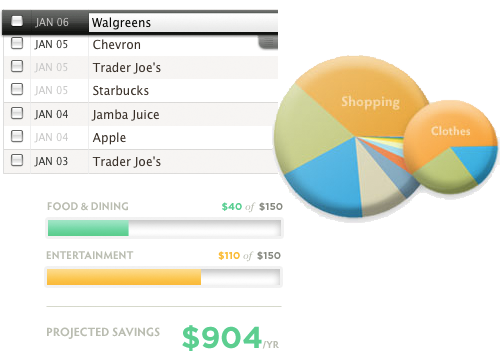 JAN 06 Walgreens
JAN 05 Chevron
JAN 05 Trader Joe's
JAN 05 Starbucks
JAN 04 Jamba Juice
JAN 04 Apple
JAN 03 Trader Joe's
Shopping
Clothes
FOOD & DINING $40 of $150
ENTERTAINMENT $110 of $150
PROJECTED SAVINGS $904/YR